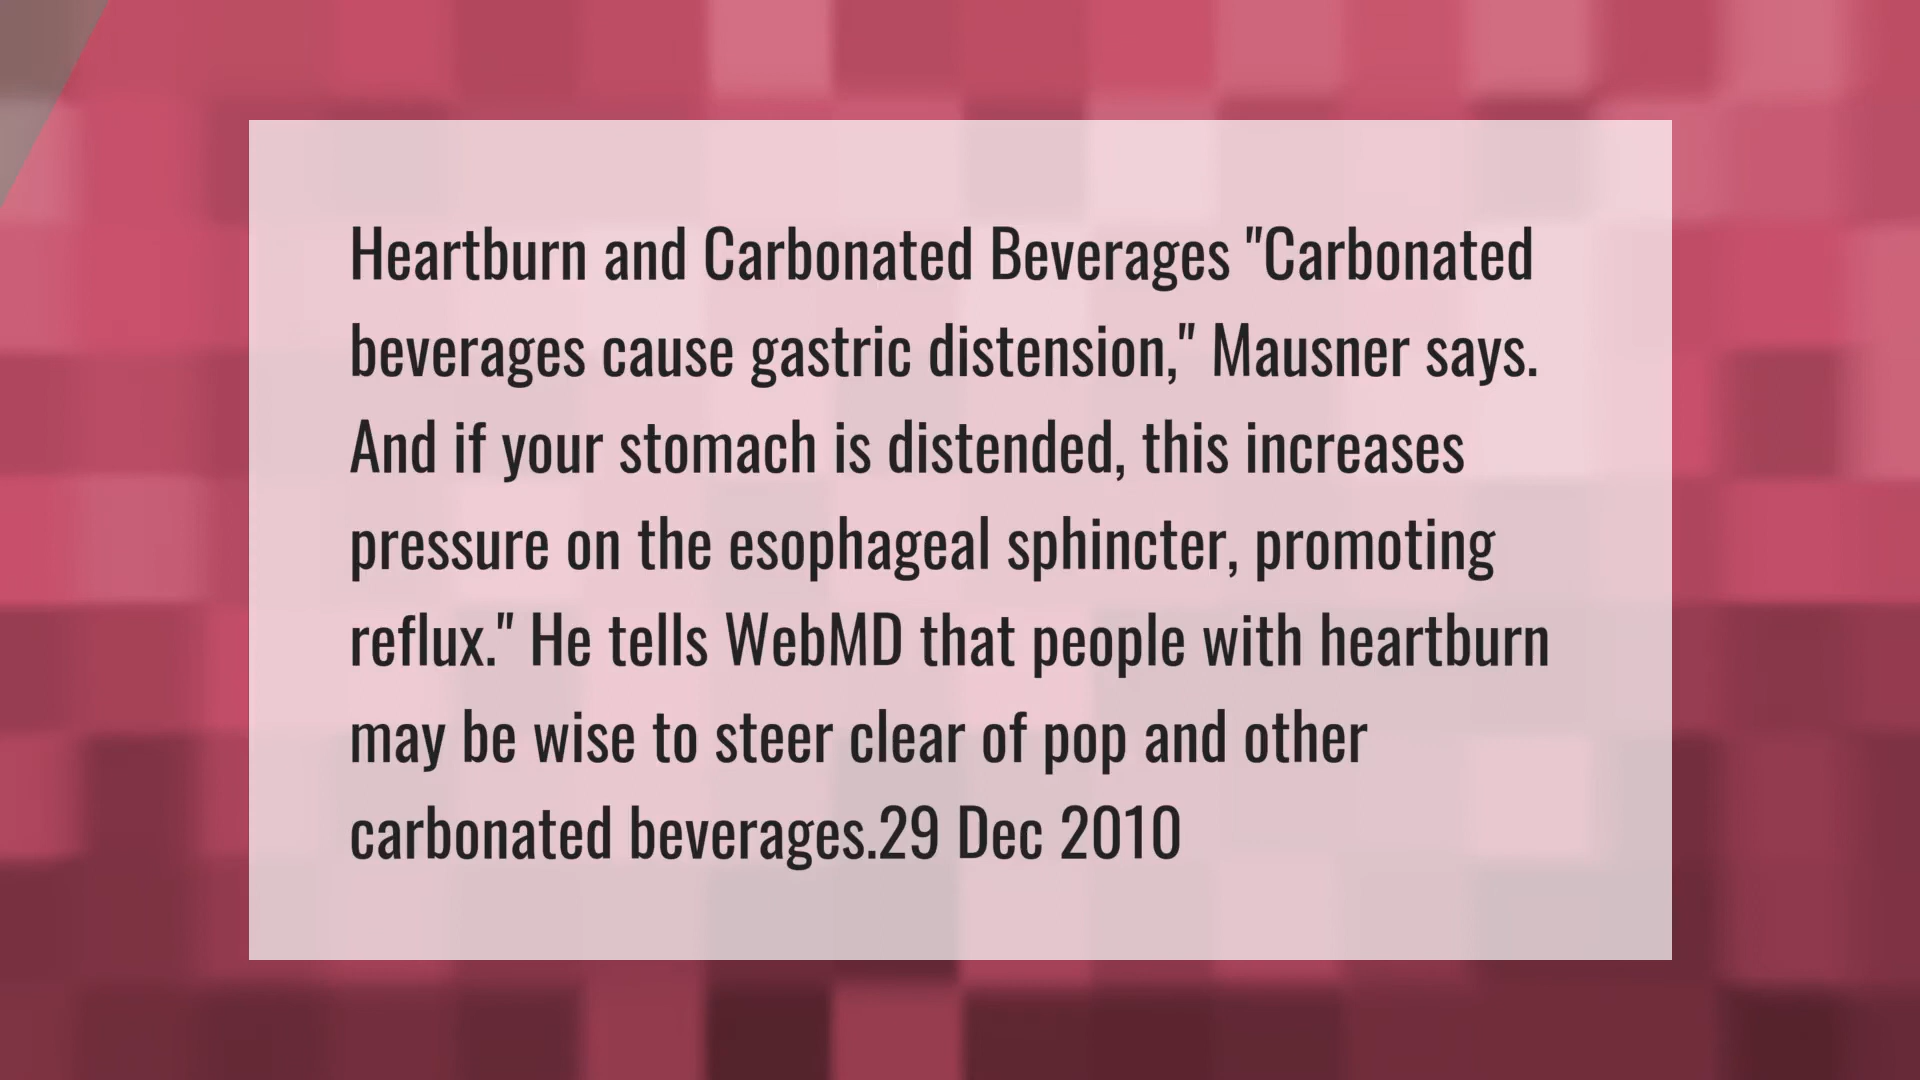 Heartburn and Carbonated Beverages "Carbonated
beverages cause gastric distension," Mausner says.
And if your stomach is distended, this increases
pressure on the esophageal sphincter, promoting
reflux." He tells WebMD that people with heartburn
may be wise to steer clear of pop and other
carbonated beverages.29 Dec 2010